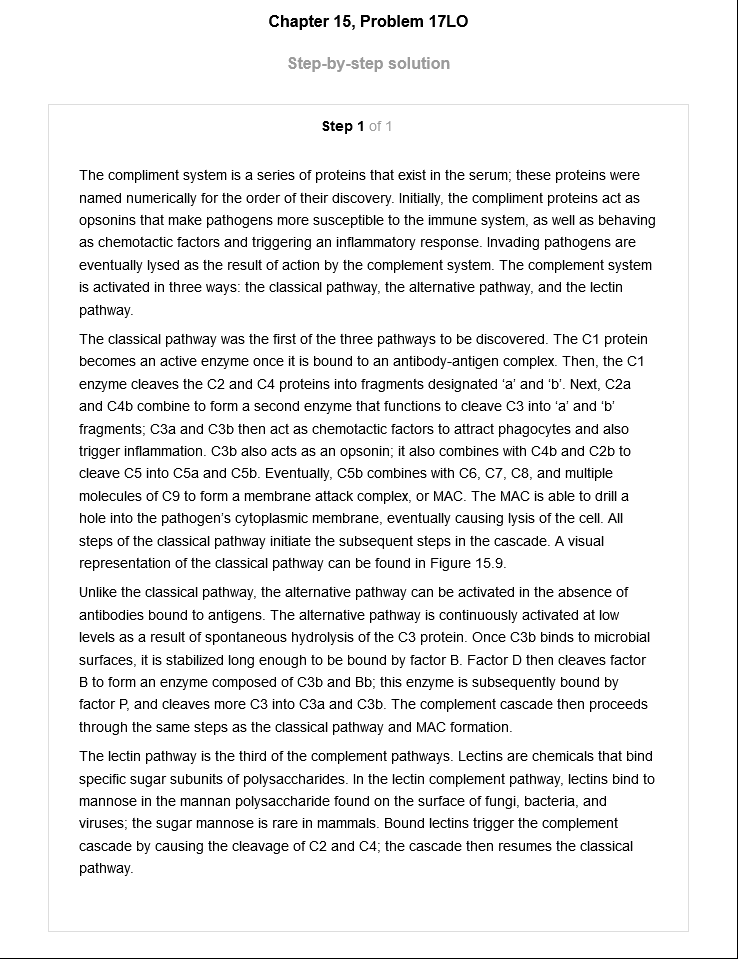 Chapter 15, Problem 17LO
Step-by-step solution
Step 1 of 1
The compliment system is a series of proteins that exist in the serum; these proteins were
named numerically for the order of their discovery. Initially, the compliment proteins act as
opsonins that make pathogens more susceptible to the immune system, as well as behaving
as chemotactic factors and triggering an inflammatory response. Invading pathogens are
eventually lysed as the result of action by the complement system. The complement system
is activated in three ways: the classical pathway, the alternative pathway, and the lectin
pathway.
The classical pathway was the first of the three pathways to be discovered. The C1 protein
becomes an active enzyme once it is bound to an antibody-antigen complex. Then, the C1
enzyme cleaves the C2 and C4 proteins into fragments designated ‘a’ and ‘b’. Next, C2a
and C4b combine to form a second enzyme that functions to cleave C3 into ‘a’ and ‘b’
fragments; C3a and C3b then act as chemotactic factors to attract phagocytes and also
trigger inflammation. C3b also acts as an opsonin; it also combines with C4b and C2b to
cleave C5 into C5a and C5b. Eventually, C5b combines with C6, C7, C8, and multiple
molecules of C9 to form a membrane attack complex, or MAC. The MAC is able to drill a
hole into the pathogen’s cytoplasmic membrane, eventually causing lysis of the cell. All
steps of the classical pathway initiate the subsequent steps in the cascade. A visual
representation of the classical pathway can be found in Figure 15.9.
Unlike the classical pathway, the alternative pathway can be activated in the absence of
antibodies bound to antigens. The alternative pathway is continuously activated at low
levels as a result of spontaneous hydrolysis of the C3 protein. Once C3b binds to microbial
surfaces, it is stabilized long enough to be bound by factor B. Factor D then cleaves factor
B to form an enzyme composed of C3b and Bb; this enzyme is subsequently bound by
factor P, and cleaves more C3 into C3a and C3b. The complement cascade then proceeds
through the same steps as the classical pathway and MAC formation.
The lectin pathway is the third of the complement pathways. Lectins are chemicals that bind
specific sugar subunits of polysaccharides. In the lectin complement pathway, lectins bind to
mannose in the mannan polysaccharide found on the surface of fungi, bacteria, and
viruses; the sugar mannose is rare in mammals. Bound lectins trigger the complement
cascade by causing the cleavage of C2 and C4; the cascade then resumes the classical
pathway.